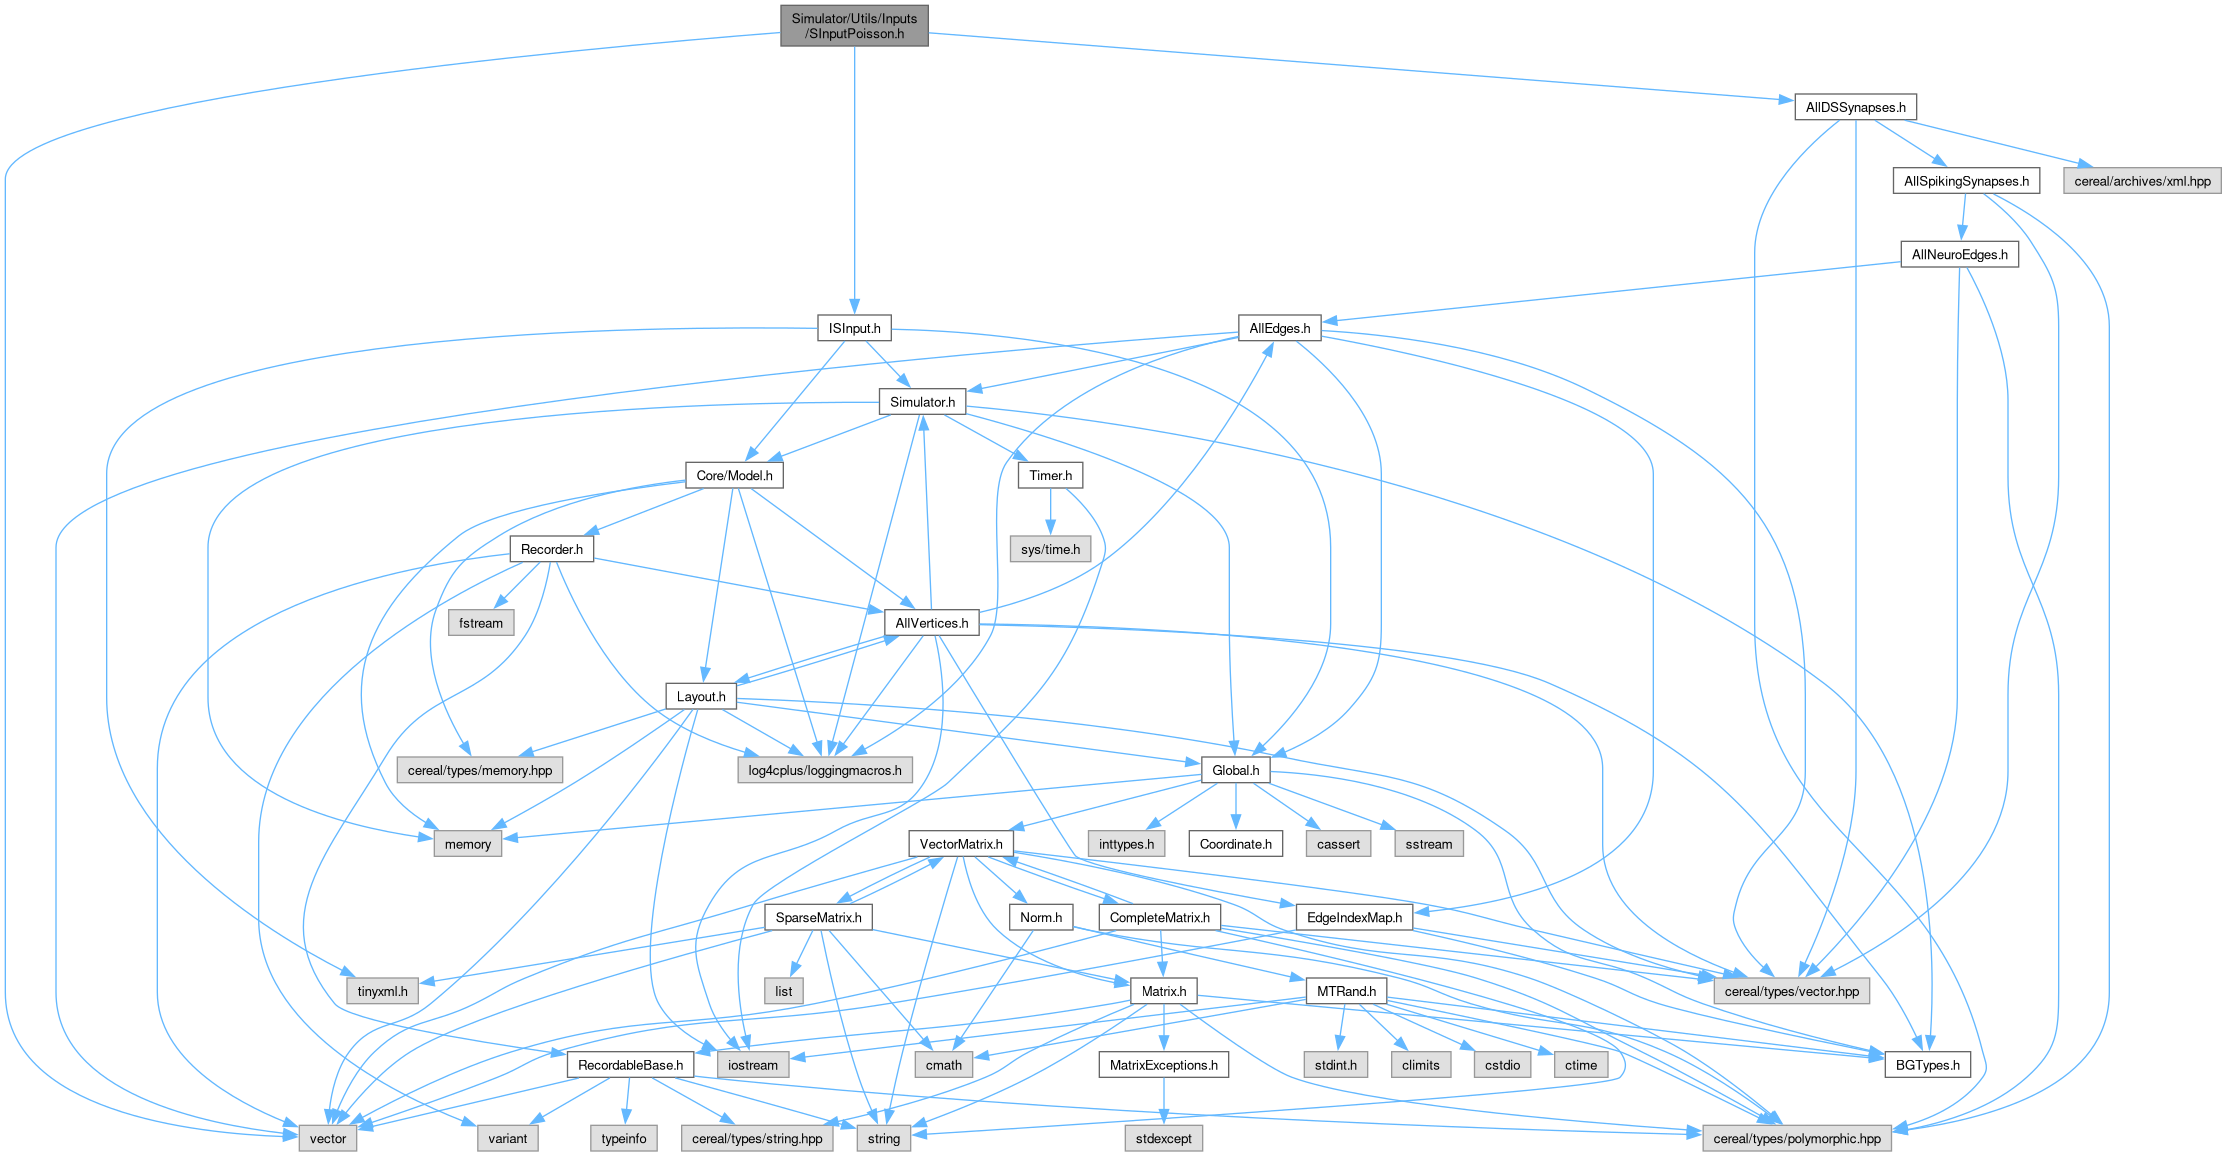 Simulator/Utils/Inputs
/SInputPoisson.h
AllDSSynapses.h
AllSpikingSynapses.h
cereal/archives/xml.hpp
AllNeuroEdges.h
ISInput.h
AllEdges.h
Simulator.h
Core/Model.h
Timer.h
Recorder.h
sys/time.h
fstream
AllVertices.h
Layout.h
cereal/types/memory.hpp
log4cplus/loggingmacros.h
Global.h
memory
VectorMatrix.h
inttypes.h
Coordinate.h
cassert
sstream
SparseMatrix.h
Norm.h
CompleteMatrix.h
EdgeIndexMap.h
tinyxml.h
list
Matrix.h
MTRand.h
cereal/types/vector.hpp
RecordableBase.h
iostream
cmath
MatrixExceptions.h
stdint.h
climits
cstdio
ctime
BGTypes.h
vector
variant
typeinfo
cereal/types/string.hpp
string
stdexcept
cereal/types/polymorphic.hpp